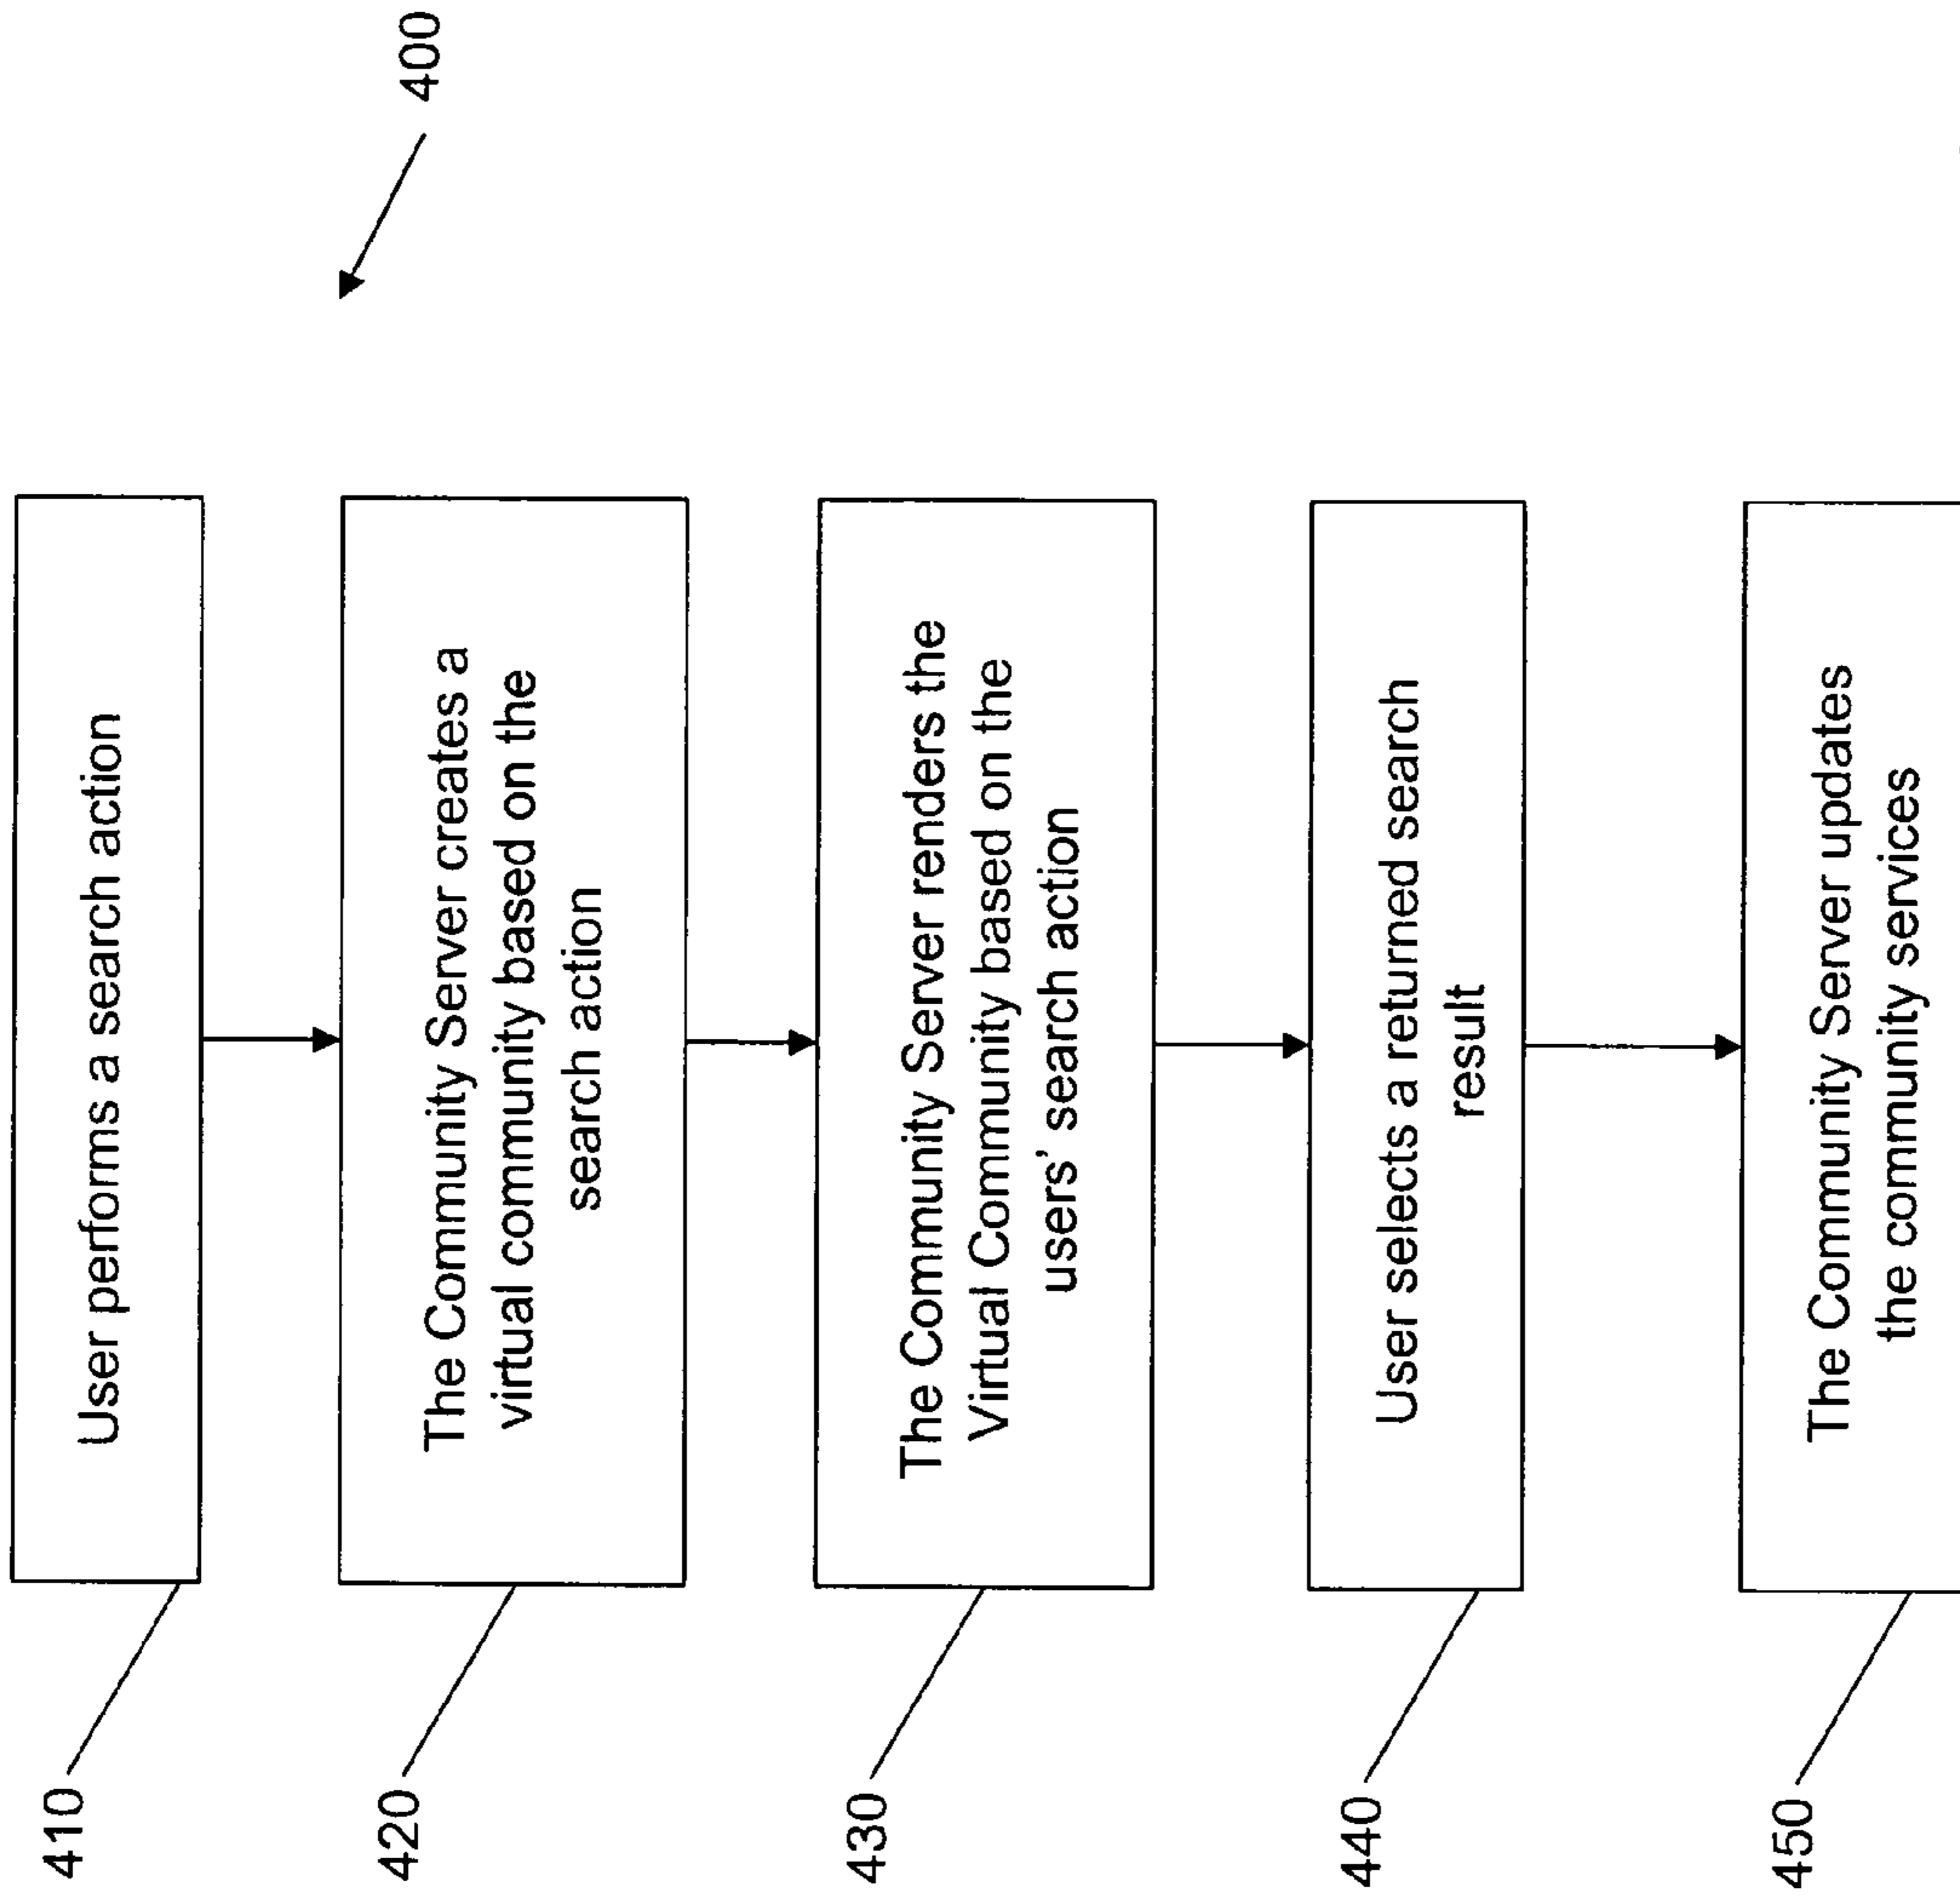 400
410
User performs a search action
420
The Community Server creates a
virtual community based on the
search action
430
The Community Server renders the
Virtual Community based on the
users' search action
440
User selects a returned search
result
450
The Community Server updates
the community services